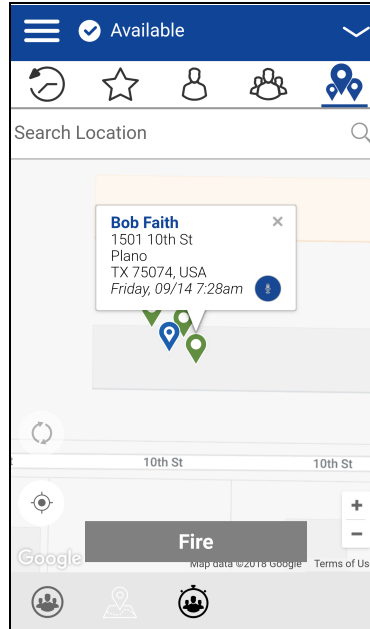 Available
Search Location
Bob Faith
1501 10th St
Plano
TX 75074, USA
Friday, 09/14 7:28am
10th St
10th St
Fire
Google
Map data ©2018 Google
Terms of Us